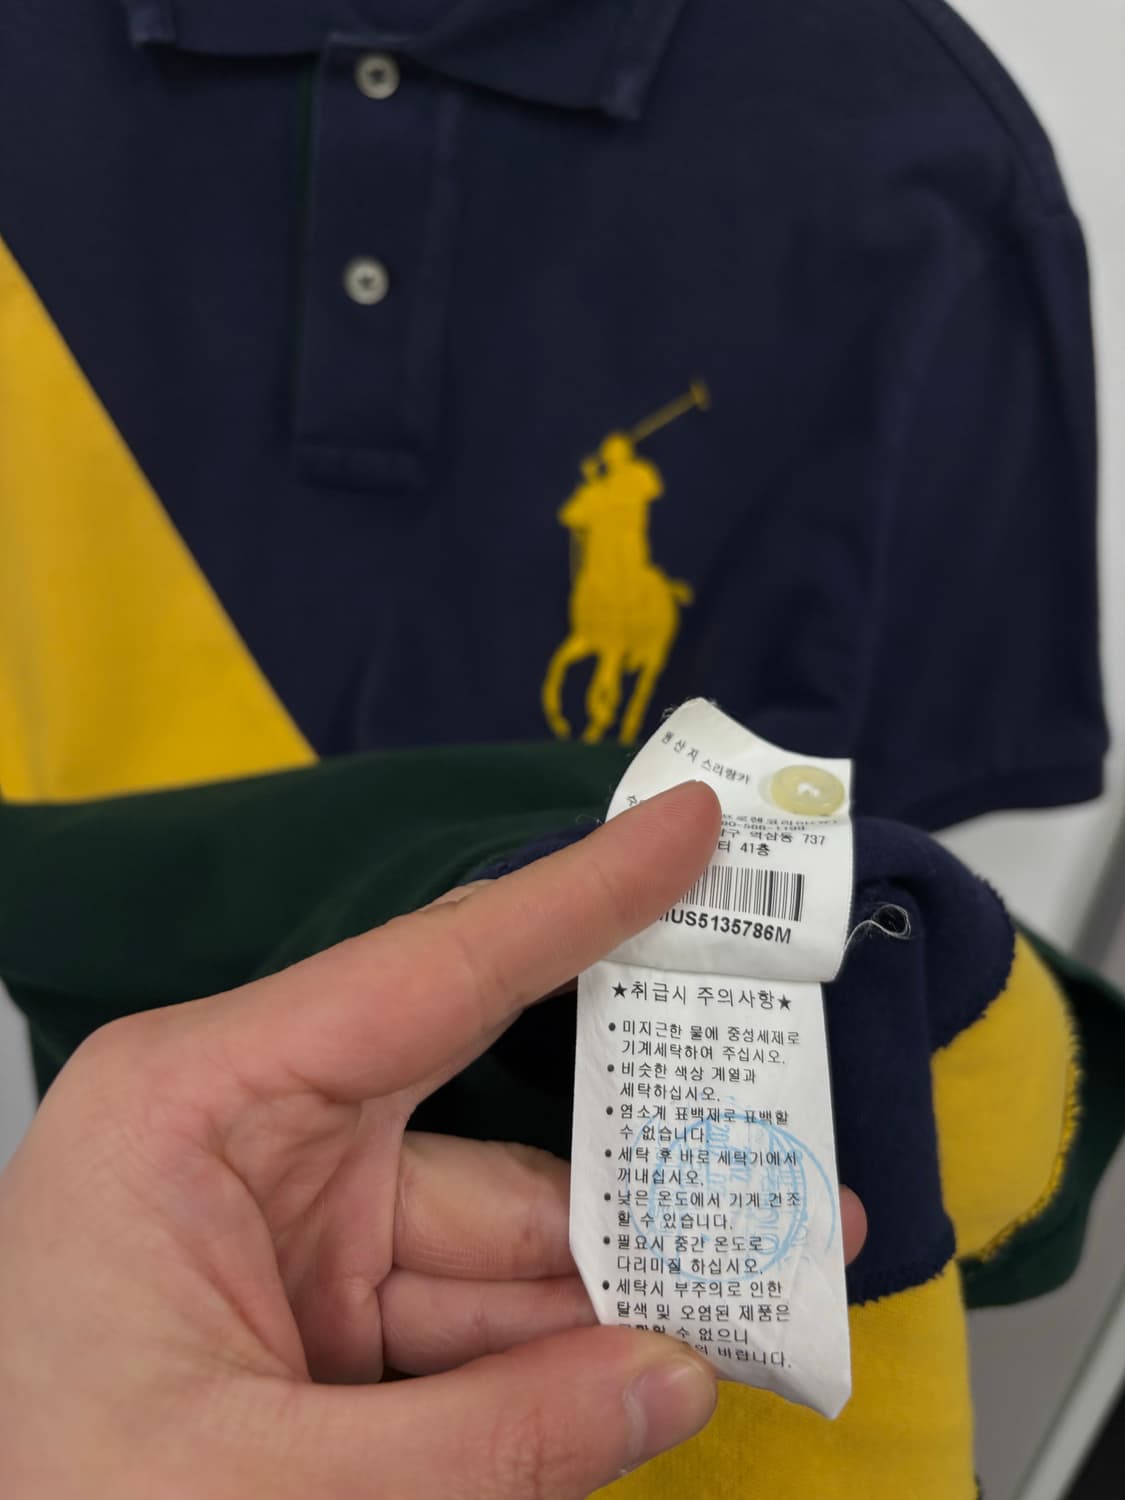 원산지 스리랑카
역삼동 737
터 41층
US5135786M
★취급시 주의사항★
• 미지근한 물에 중성세제로
기계세탁하여 주십시오.
• 비슷한 색상 계열과
세탁하십시오.
• 염소계 표백제로 표백할
수 없습니다.
• 세탁 후 바로 세탁기에서
꺼내십시오.
• 낮은 온도에서 기계 건조
할 수 있습니다.
• 필요시 중간 온도로
다리미질 하십시오.
• 세탁시 부주의로 인한
탈색 및 오염된 제품은
수 없으니
바랍니다.